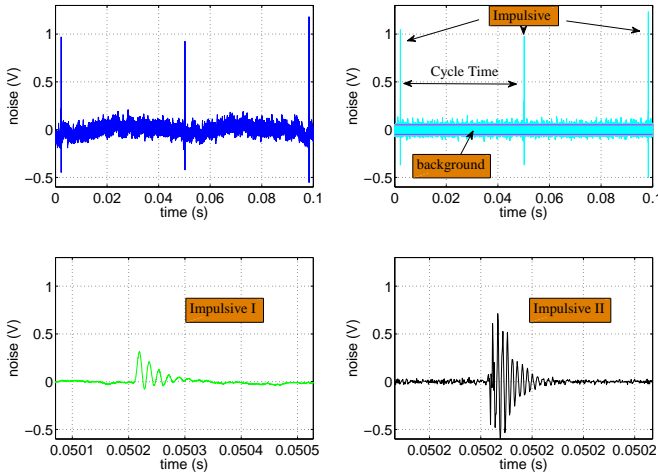 noise (V)
1
0.5
0
−0.5
0
0.02
0.04
0.06
0.08
0.1
time (s)
Impulsive
Cycle Time
background
noise (V)
1
0.5
0
−0.5
0
0.02
0.04
0.06
0.08
0.1
time (s)
Impulsive I
noise (V)
1
0.5
0
−0.5
0.0501
0.0502
0.0503
0.0504
0.0505
time (s)
Impulsive II
noise (V)
1
0.5
0
−0.5
0.0502
0.0502
0.0502
0.0502
0.0502
time (s)